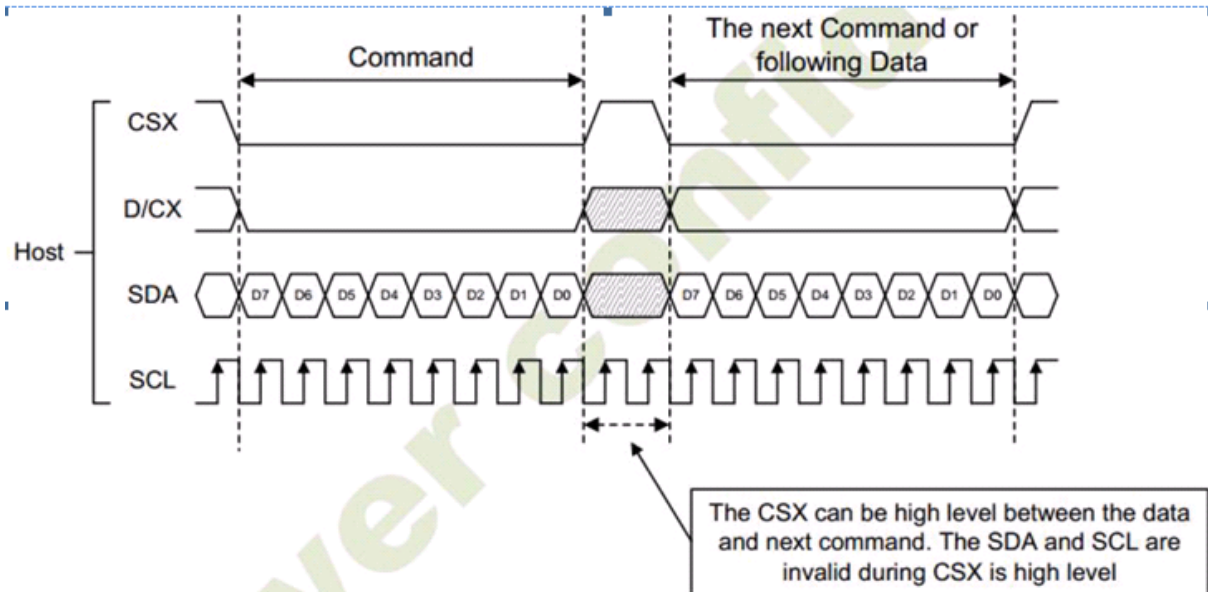 Command
The next Command or
following Data
CSX
D/CX
Host
SDA
D7 D6 D5 D4 D3 D2 D1 D0 D7 D6 D5 D4 D3 D2 D1 D0
SCL
The CSX can be high level between the data
and next command. The SDA and SCL are
invalid during CSX is high level